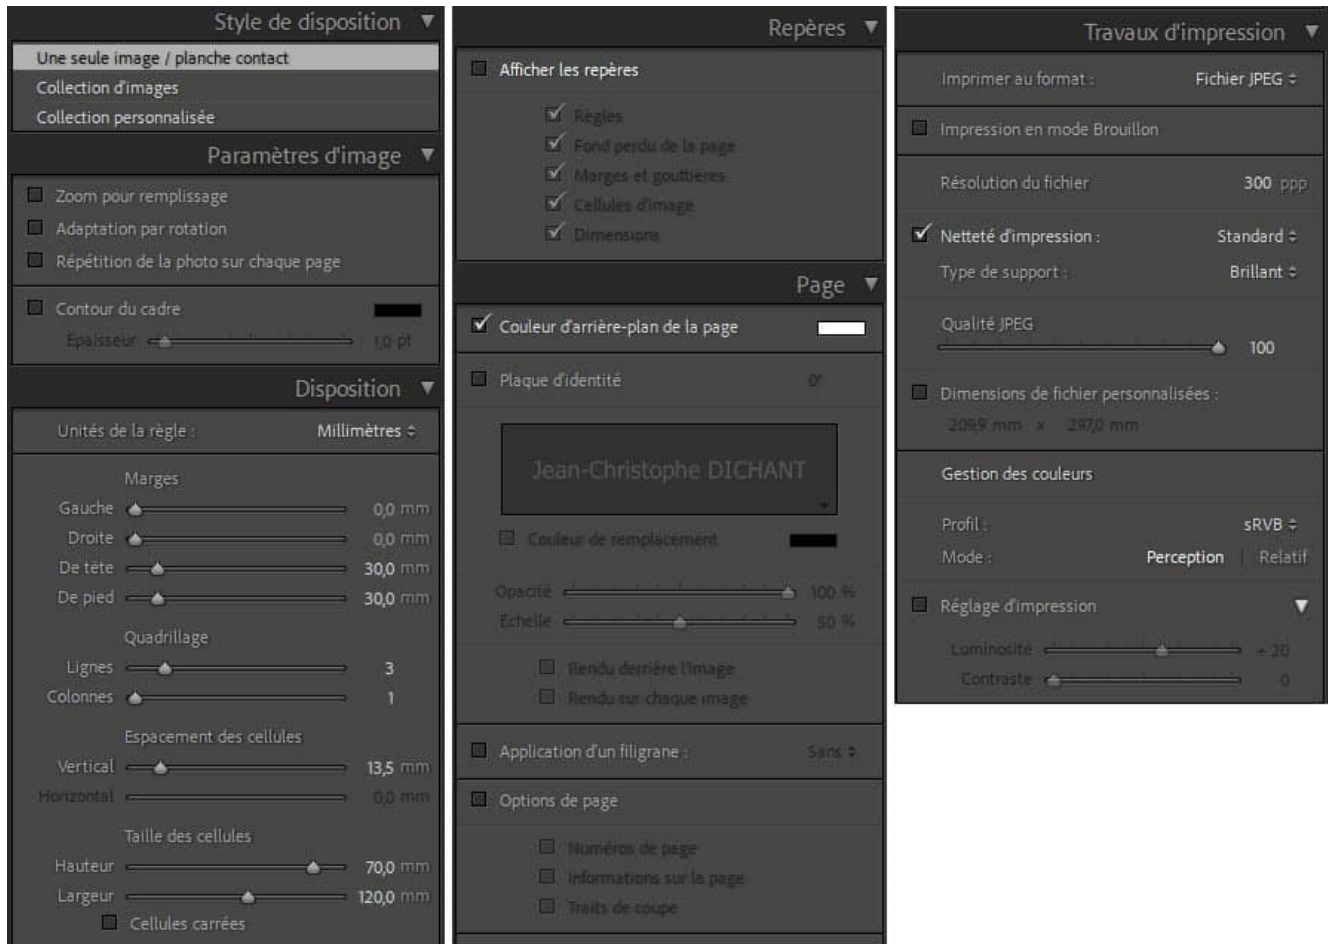 Style de disposition
Une seule image / planche contact
Collection d'images
Collection personnalisée
Paramètres d'image
Zoom pour remplissage
Adaptation par rotation
Répétition de la photo sur chaque page
Contour du cadre
Epaisseur 1,0 pt
Disposition
Unités de la règle : Millimètres
Marges
Gauche 0,0 mm
Droite 0,0 mm
De tête 30,0 mm
De pied 30,0 mm
Quadrillage
Lignes 3
Colonnes 1
Espacement des cellules
Vertical 13,5 mm
Horizontal 0,0 mm
Taille des cellules
Hauteur 70,0 mm
Largeur 120,0 mm
Cellules carrées
Repères
Afficher les repères
Règles
Fond perdu de la page
Marges et gouttières
Cellules d'image
Dimensions
Page
Couleur d'arrière-plan de la page
Plaque d'identité 0°
Jean-Christophe DICHANT
Couleur de remplacement
Opacité 100 %
Echelle 50 %
Rendu derrière l'image
Rendu sur chaque image
Application d'un filigrane : Sans
Options de page
Numéros de page
Informations sur la page
Traits de coupe
Travaux d'impression
Imprimer au format : Fichier JPEG
Impression en mode Brouillon
Résolution du fichier 300 ppp
Netteté d'impression : Standard
Type de support : Brillant
Qualité JPEG
100
Dimensions de fichier personnalisées :
209,9 mm x 297,0 mm
Gestion des couleurs
Profil : sRVB
Mode : Perception | Relatif
Réglage d'impression
Luminosité + 20
Contraste 0